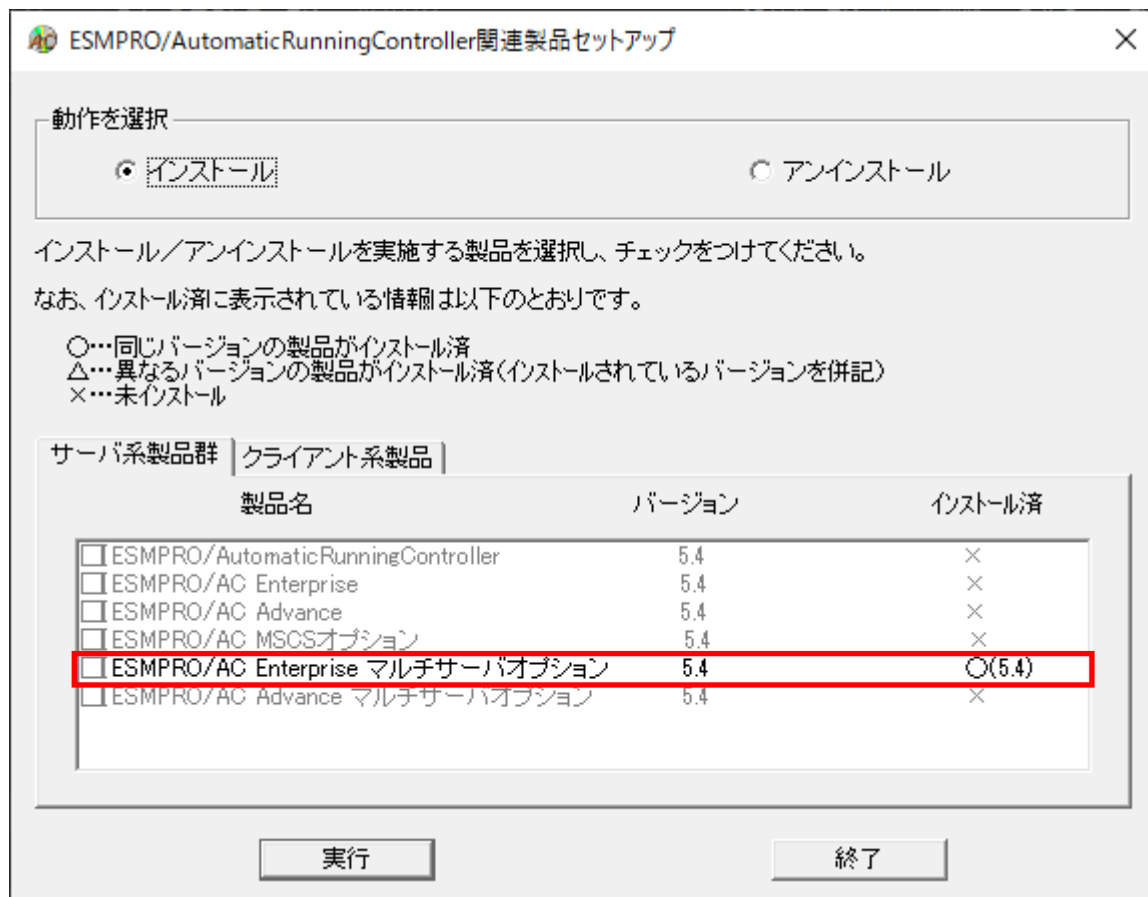 ESMPRO/AutomaticRunningController関連製品セットアップ
動作を選択
インストール アンインストール
インストール／アンインストールを実施する製品を選択し、チェックをつけてください。
なお、インストール済に表示されている情報は以下のとおりです。
○…同じバージョンの製品がインストール済
△…異なるバージョンの製品がインストール済(インストールされているバージョンを併記)
×…未インストール
サーバ系製品群 クライアント系製品
製品名 バージョン インストール済
ESMPRO/AutomaticRunningController 5.4 ×
ESMPRO/AC Enterprise 5.4 ×
ESMPRO/AC Advance 5.4 ×
ESMPRO/AC MSCSオプション 5.4 ×
ESMPRO/AC Enterprise マルチサーバオプション 5.4 ○(5.4)
ESMPRO/AC Advance マルチサーバオプション 5.4 ×
実行 終了